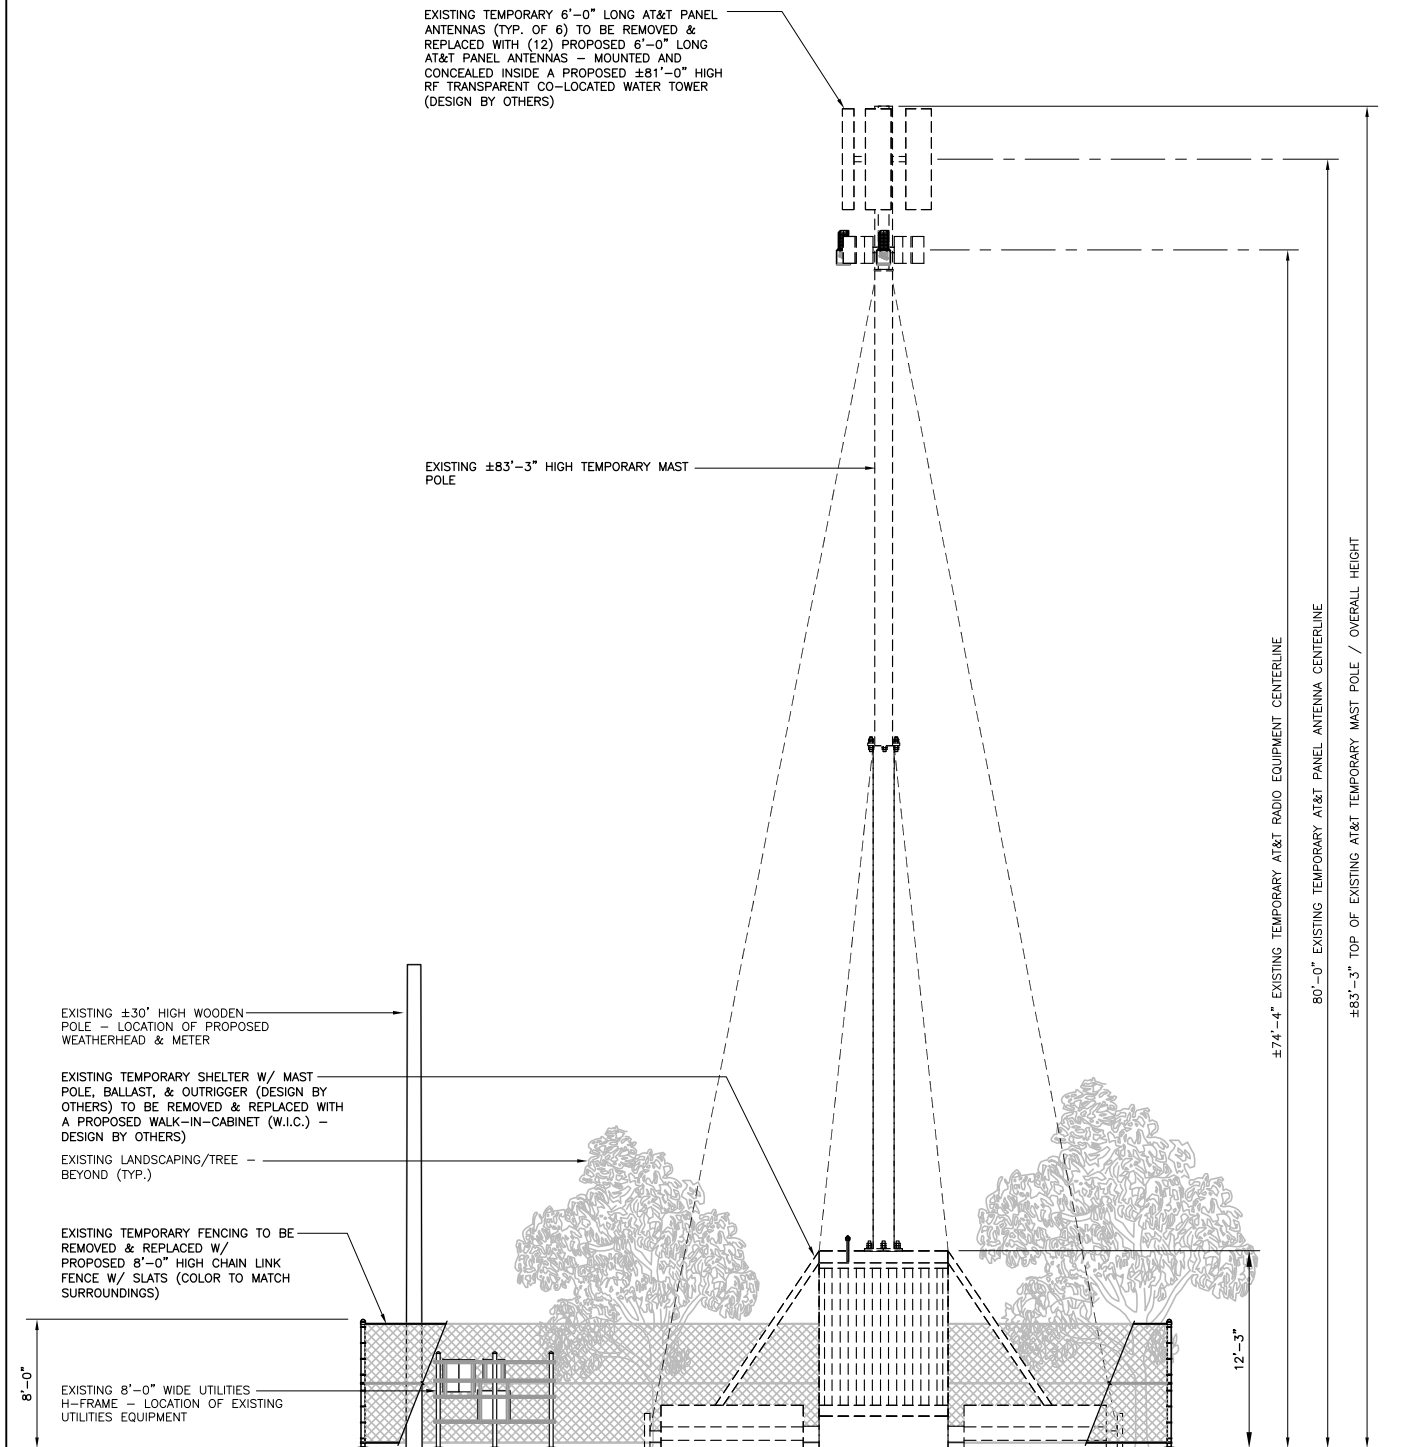 EXISTING TEMPORARY 6'-0" LONG AT&T PANEL
ANTENNAS (TYP. OF 6) TO BE REMOVED &
REPLACED WITH (12) PROPOSED 6'-0" LONG
AT&T PANEL ANTENNAS – MOUNTED AND
CONCEALED INSIDE A PROPOSED ±81'-0" HIGH
RF TRANSPARENT CO-LOCATED WATER TOWER
(DESIGN BY OTHERS)
EXISTING ±83'-3" HIGH TEMPORARY MAST
POLE
EXISTING ±30' HIGH WOODEN
POLE – LOCATION OF PROPOSED
WEATHERHEAD & METER
EXISTING TEMPORARY SHELTER W/ MAST
POLE, BALLAST, & OUTRIGGER (DESIGN BY
OTHERS) TO BE REMOVED & REPLACED WITH
A PROPOSED WALK-IN-CABINET (W.I.C.) –
DESIGN BY OTHERS)
EXISTING LANDSCAPING/TREE –
BEYOND (TYP.)
EXISTING TEMPORARY FENCING TO BE
REMOVED & REPLACED W/
PROPOSED 8'-0" HIGH CHAIN LINK
FENCE W/ SLATS (COLOR TO MATCH
SURROUNDINGS)
EXISTING 8'-0" WIDE UTILITIES
H-FRAME – LOCATION OF EXISTING
UTILITIES EQUIPMENT
8'-0"
12'-3"
±74'-4" EXISTING TEMPORARY AT&T RADIO EQUIPMENT CENTERLINE
80'-0" EXISTING TEMPORARY AT&T PANEL ANTENNA CENTERLINE
±83'-3" TOP OF EXISTING AT&T TEMPORARY MAST POLE / OVERALL HEIGHT